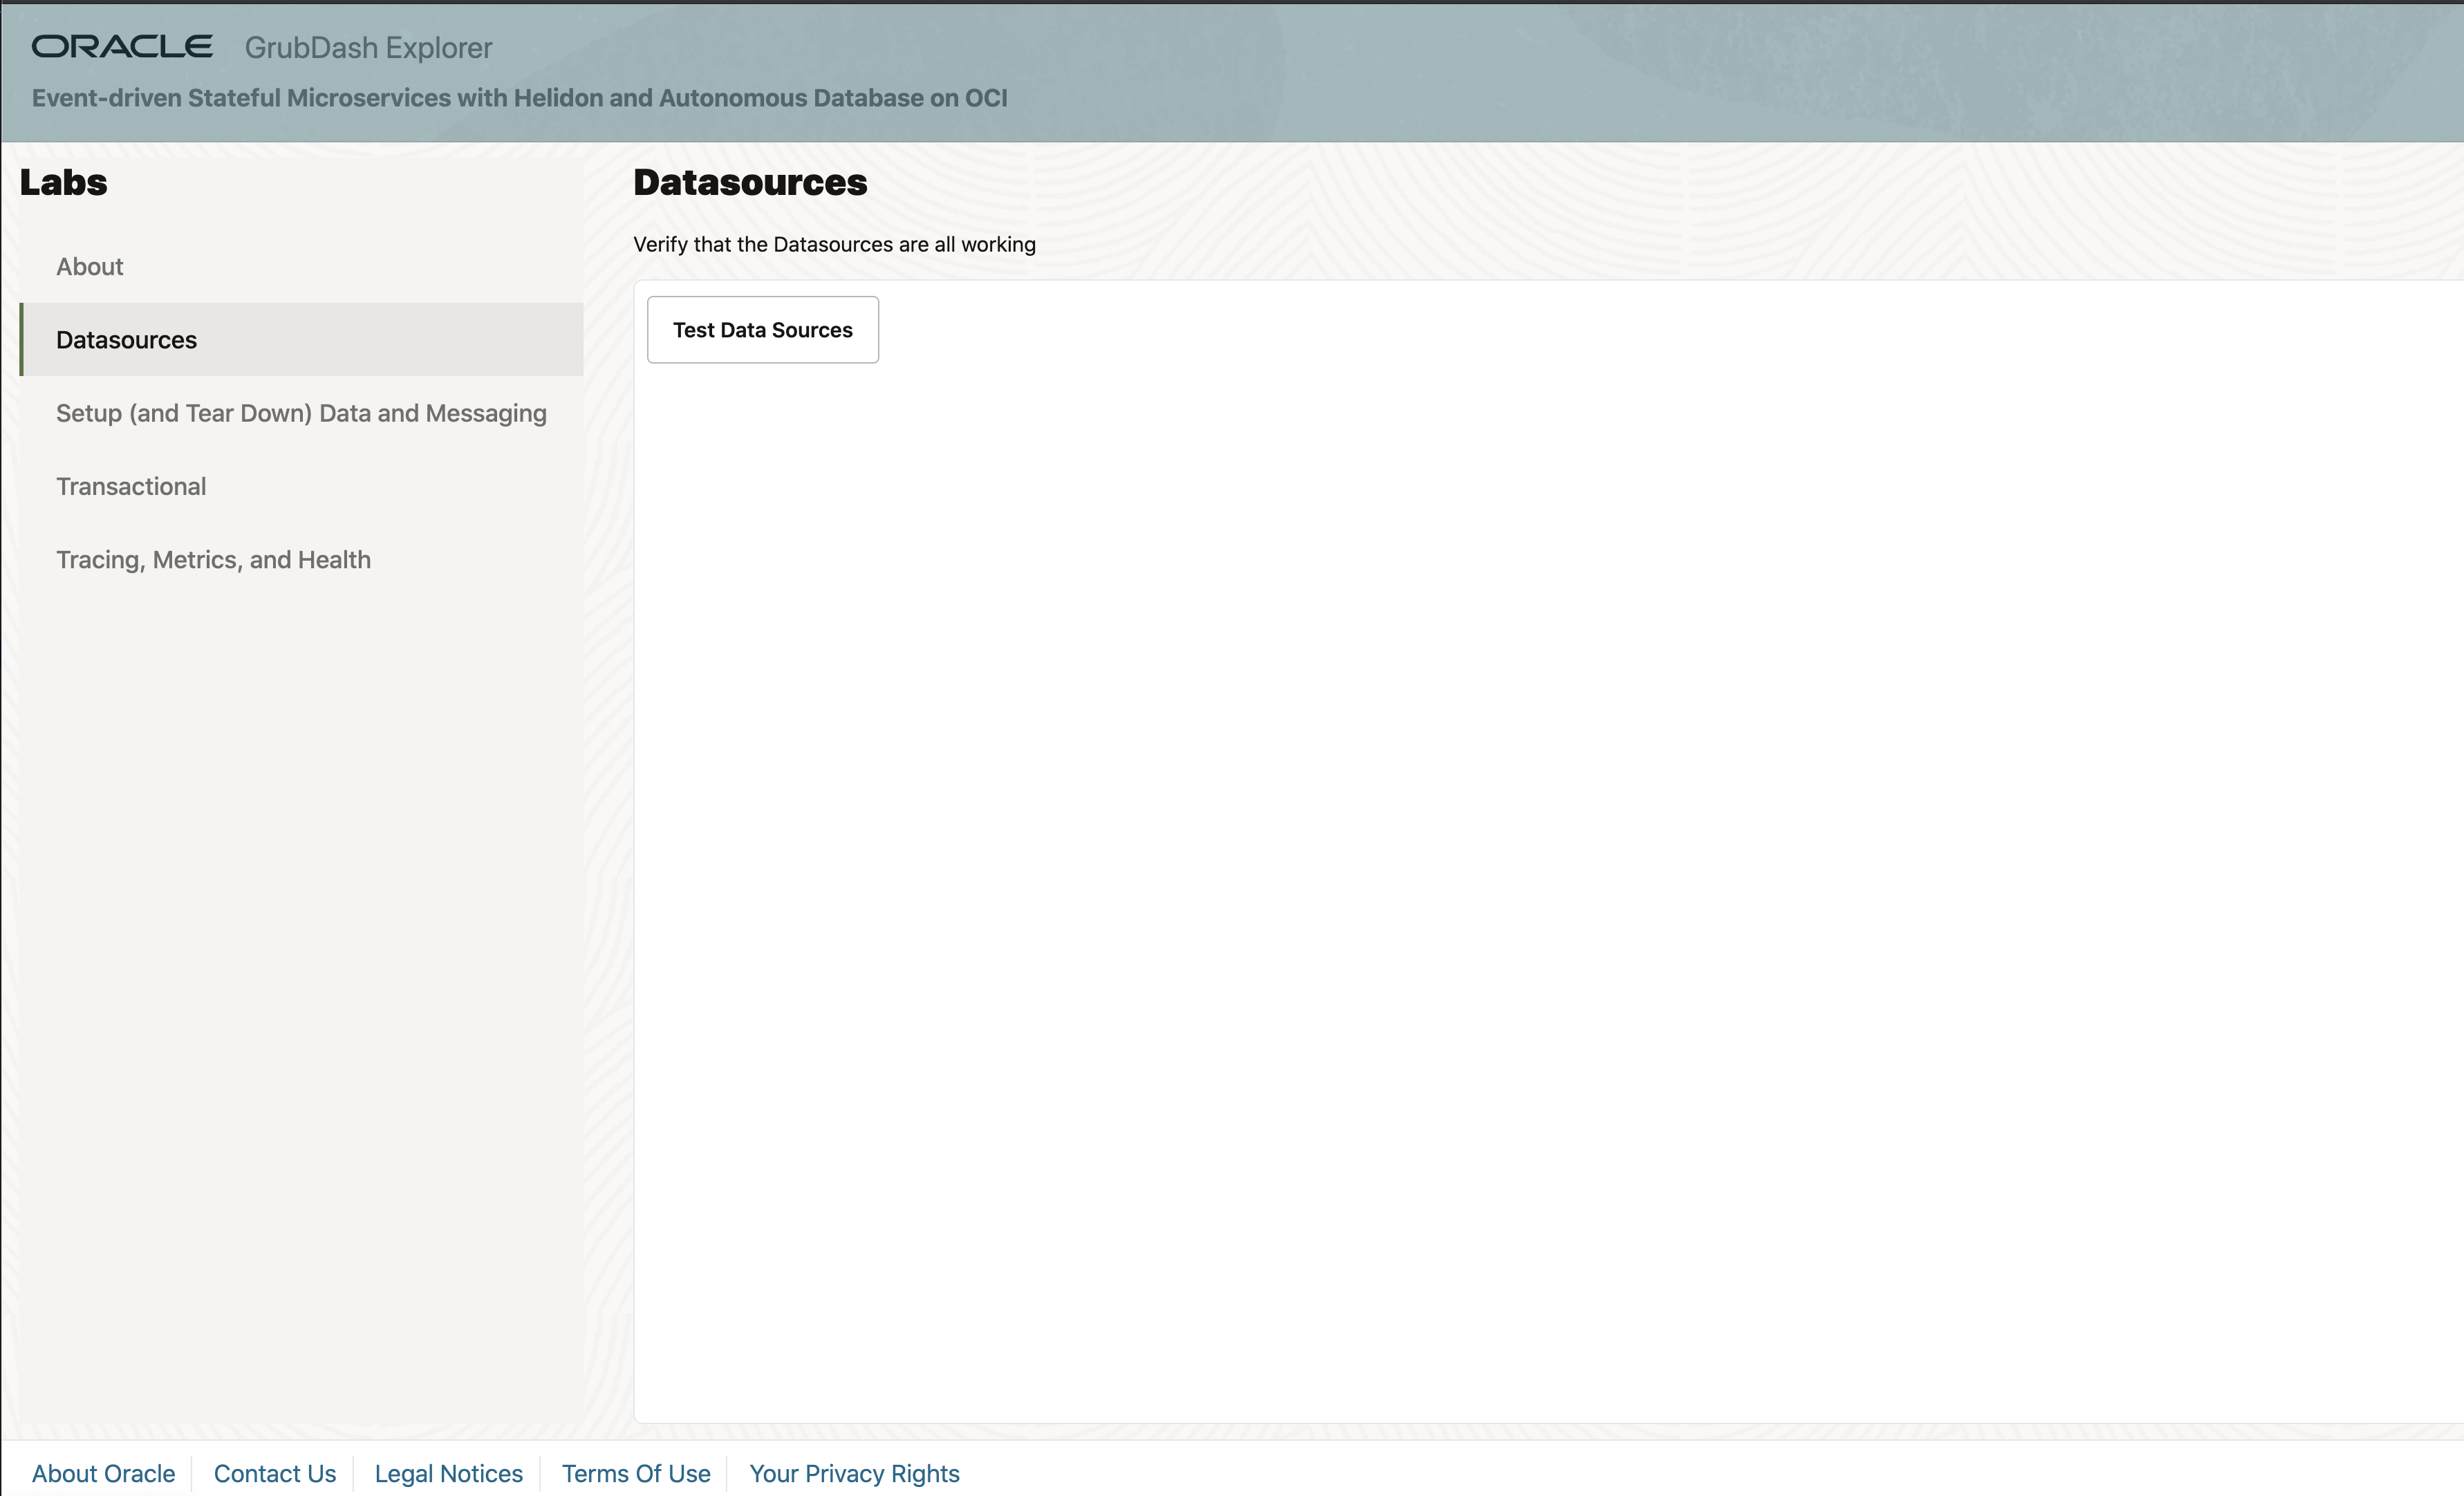 ORACLE GrubDash Explorer
Event-driven Stateful Microservices with Helidon and Autonomous Database on OCI
Labs
About
Datasources
Setup (and Tear Down) Data and Messaging
Transactional
Tracing, Metrics, and Health
Datasources
Verify that the Datasources are all working
Test Data Sources
About Oracle Contact Us Legal Notices Terms Of Use Your Privacy Rights